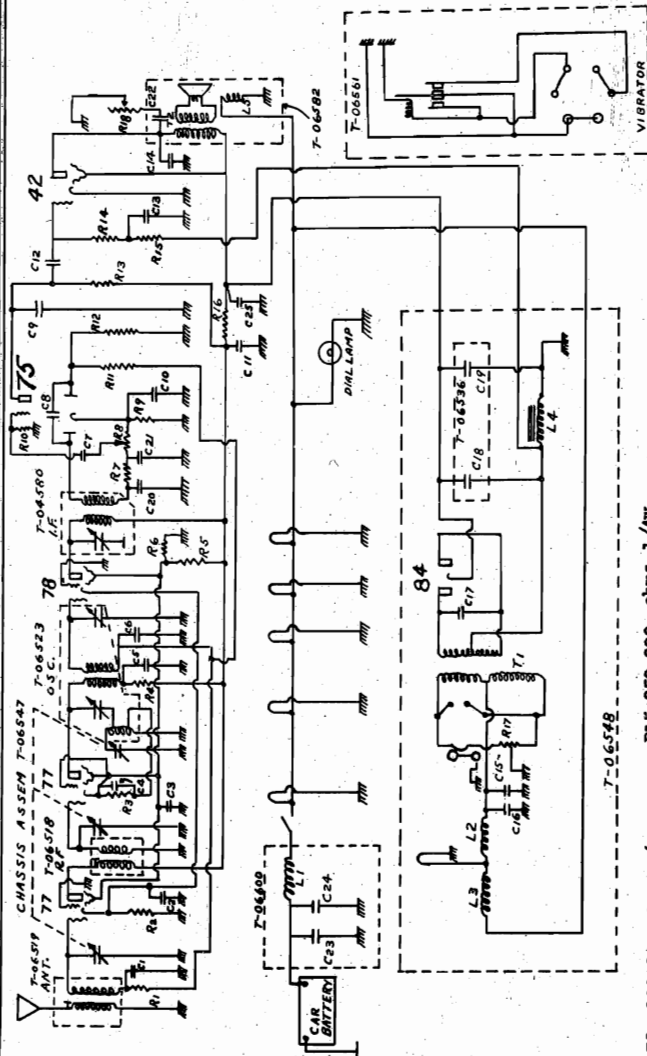 CHASSIS ASSEM T-06547
T-06519
ANT.
77
T-06518
R.F.
77
T-06523
OSC.
78
T-04580
I.F.
75
42
R1
C1
R2
C2
R3
C4
C3
R6
C5
C6
R6
R5
C20
R7
C21
R8
R9
C10
C7
R10
C8
R11
R12
C9
R13
C12
R14
R15
C13
C14
T2
C22
R18
L5
T-06582
R16
C11
C25
DIAL LAMP
T-06561
VIBRATOR
T-06600
L1
C23
C24
CAR
BATTERY
84
T-06536
C18
C19
L4
C17
T1
R17
C15
C16
L2
L3
T-06548